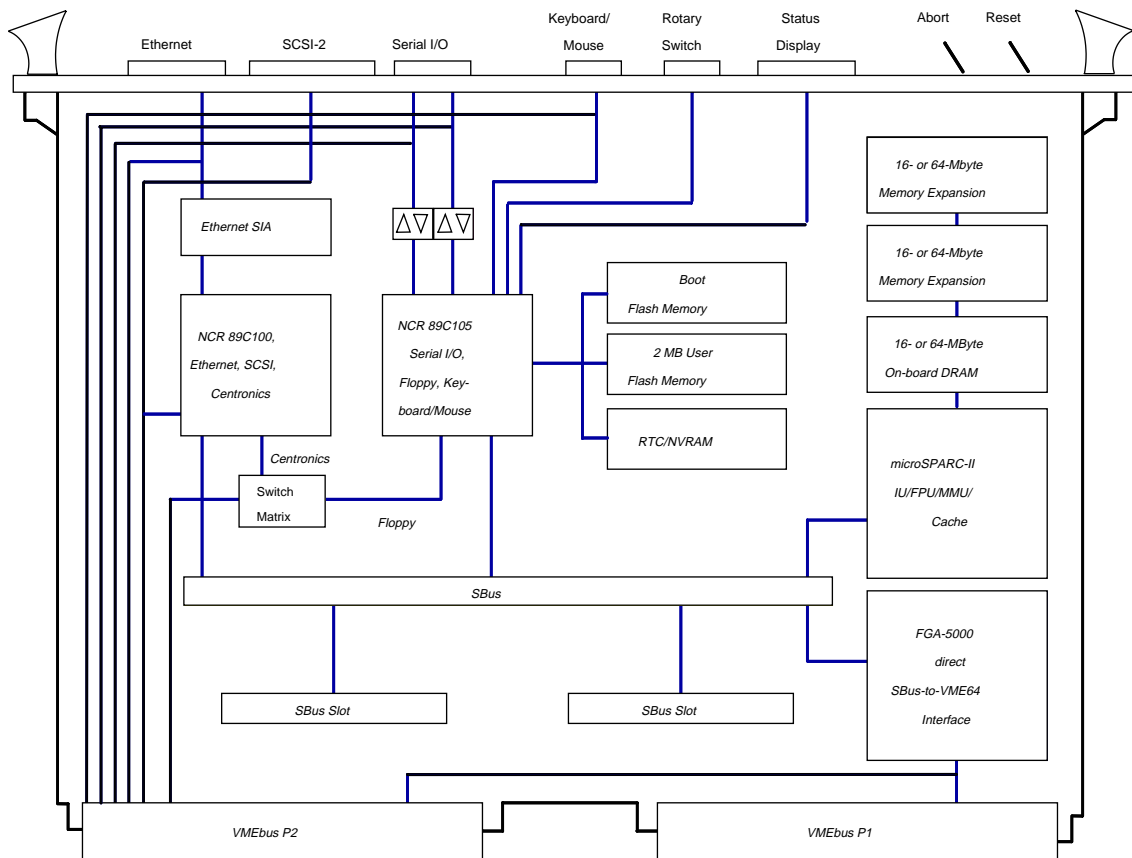 Ethernet
SCSI-2
Serial I/O
Keyboard/
Mouse
Rotary
Switch
Status
Display
Abort
Reset
16- or 64-Mbyte
Memory Expansion
Ethernet SIA
16- or 64-Mbyte
Memory Expansion
Boot
Flash Memory
NCR 89C100,
Ethernet, SCSI,
Centronics
NCR 89C105
Serial I/O,
Floppy, Key-
board/Mouse
2 MB User
Flash Memory
16- or 64-MByte
On-board DRAM
RTC/NVRAM
Centronics
Switch
Matrix
Floppy
microSPARC-II
IU/FPU/MMU/
Cache
SBus
FGA-5000
direct
SBus-to-VME64
Interface
SBus Slot
SBus Slot
VMEbus P2
VMEbus P1